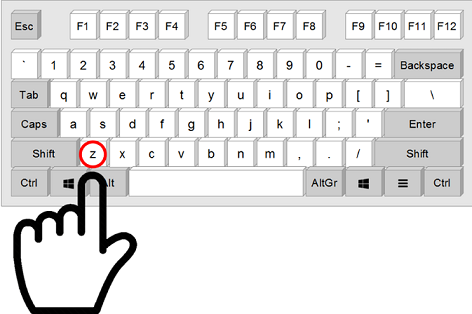 Esc F1 F2 F3 F4 F5 F6 F7 F8 F9 F10 F11 F12
` 1 2 3 4 5 6 7 8 9 0 - = Backspace
Tab q w e r t y u i o p [ ] \
Caps a s d f g h j k l ; ' Enter
Shift z x c v b n m , . / Shift
Ctrl Alt AltGr Ctrl